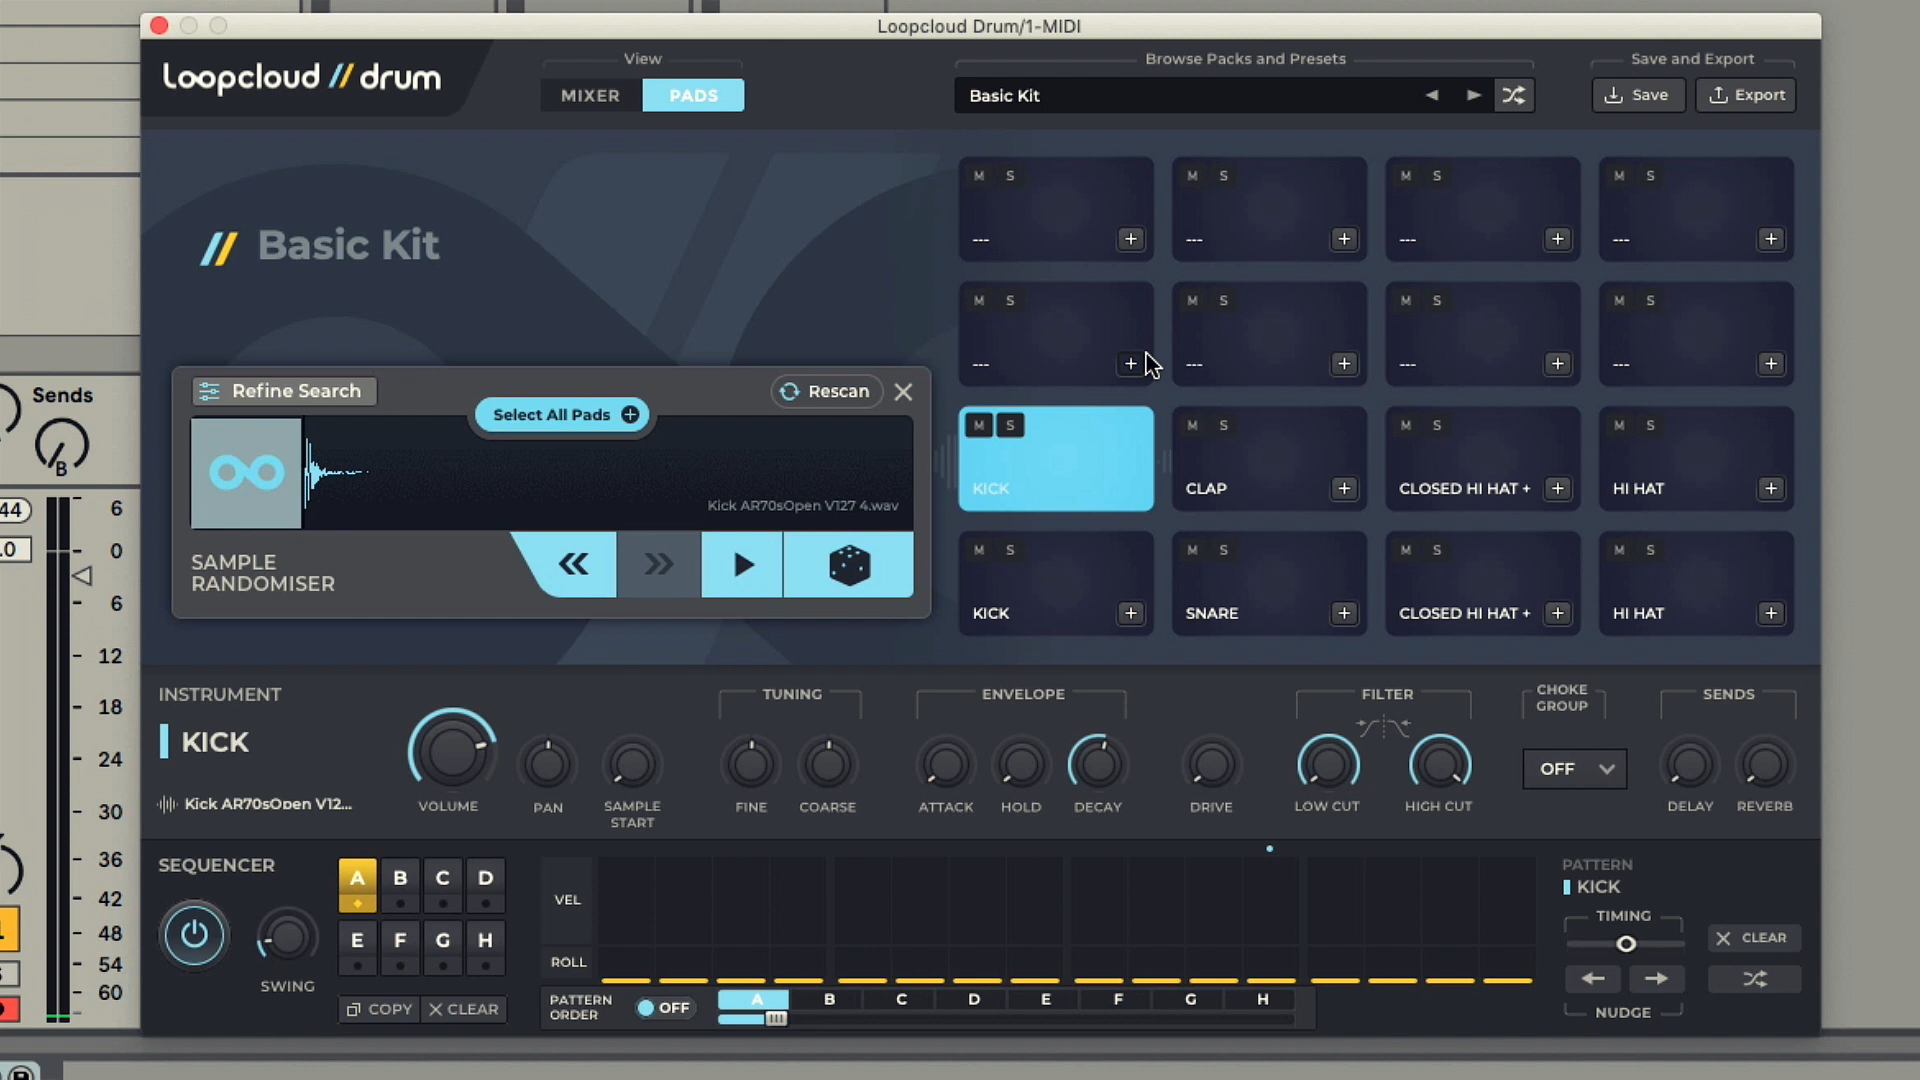 Loopcloud Drum/1-MIDI
Loopcloud // drum
View
MIXER
PADS
Browse Packs and Presets
Basic Kit
Save and Export
Save
Export
// Basic Kit
M S
---
+
M S
---
+
M S
---
+
M S
---
+
M S
---
+
M S
---
+
M S
---
+
M S
---
+
M S
KICK
M S
CLAP
+
M S
CLOSED HI HAT +
+
M S
HI HAT
+
M S
KICK
+
M S
SNARE
+
M S
CLOSED HI HAT +
+
M S
HI HAT
+
Refine Search
Select All Pads +
Rescan
Kick AR70sOpen V127 4.wav
SAMPLE
RANDOMISER
Sends
B
44
.0
6
0
6
12
18
24
30
36
42
48
54
60
INSTRUMENT
KICK
Kick AR70sOpen V12...
VOLUME
PAN
SAMPLE
START
TUNING
FINE
COARSE
ENVELOPE
ATTACK
HOLD
DECAY
DRIVE
FILTER
LOW CUT
HIGH CUT
CHOKE
GROUP
OFF
SENDS
DELAY
REVERB
SEQUENCER
SWING
A B C D
E F G H
COPY
CLEAR
VEL
ROLL
PATTERN
ORDER
OFF
A B C D E F G H
PATTERN
KICK
TIMING
CLEAR
NUDGE